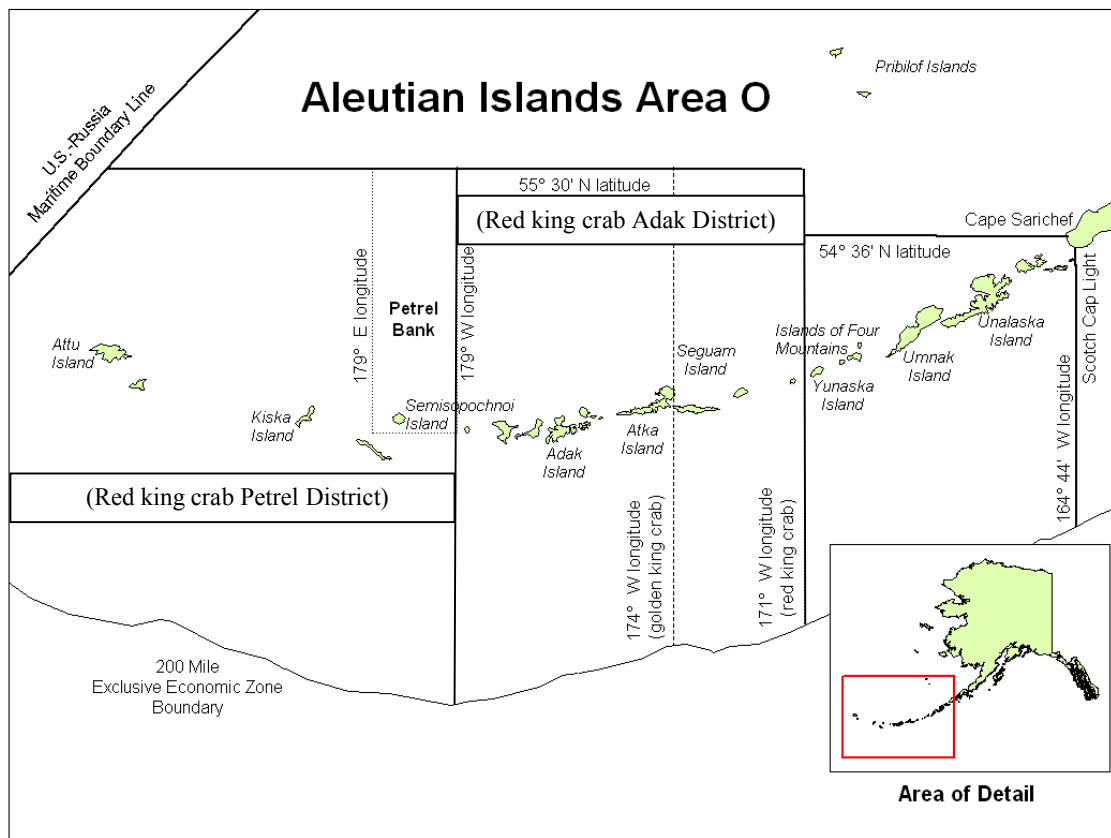 Aleutian Islands Area O
Pribilof Islands
U.S.-Russia
Maritime Boundary Line
55° 30' N latitude
(Red king crab Adak District)
Cape Sarichef
54° 36' N latitude
Scotch Cap Light
179° E longitude
Petrel
Bank
179° W longitude
Attu
Island
Kiska
Island
Semisopochnoi
Island
Adak
Island
Atka
Island
Seguam
Island
Islands of Four
Mountains
Yunaska
Island
Umnak
Island
Unalaska
Island
(Red king crab Petrel District)
174° W longitude
(golden king crab)
171° W longitude
(red king crab)
164° 44' W longitude
200 Mile
Exclusive Economic Zone
Boundary
Area of Detail